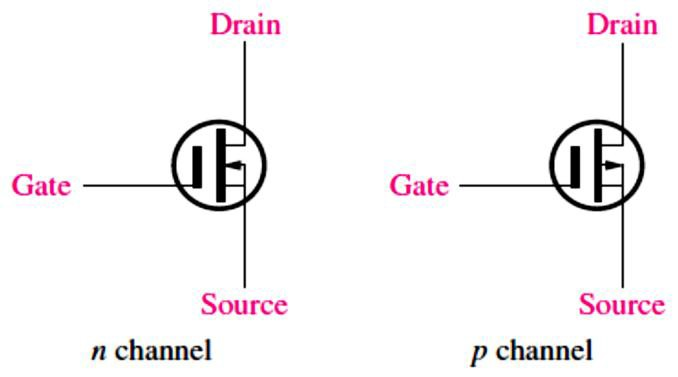 Drain
Drain
Gate
Gate
Source
Source
n channel
p channel